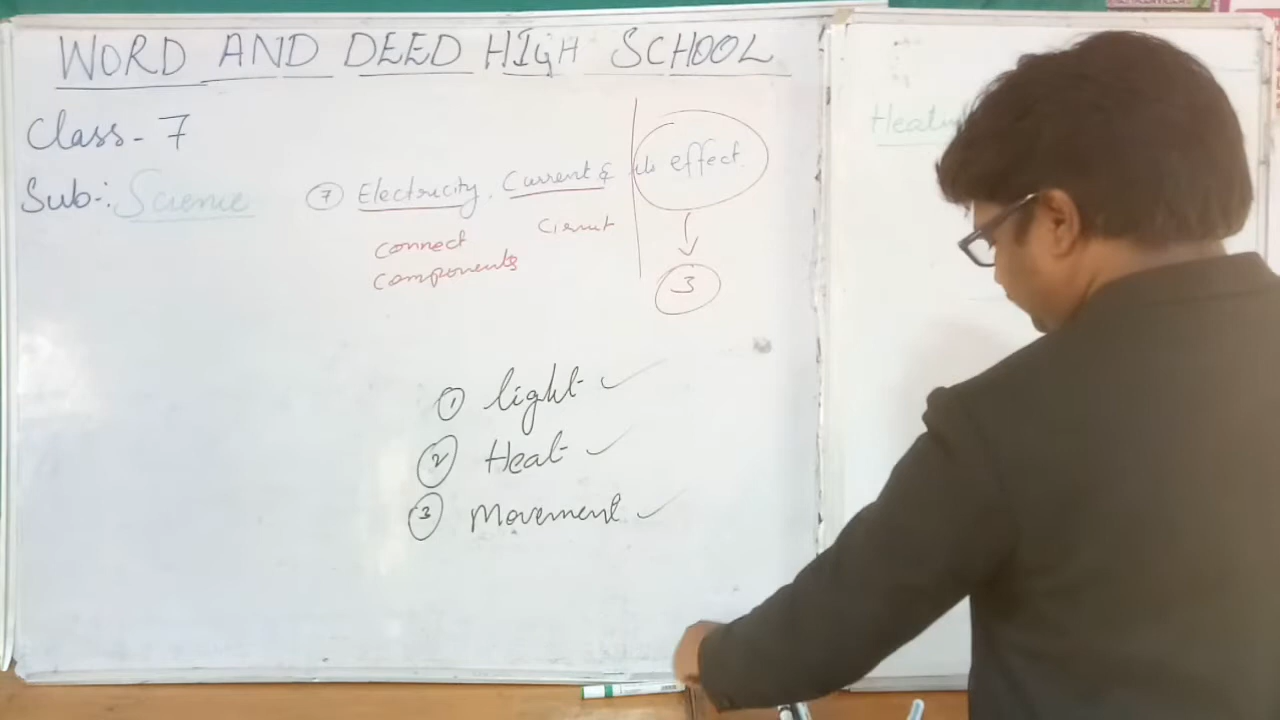 WORD AND DEED HIGH SCHOOL
Class - 7
Sub-: Science
7 Electricity. Current & its effect
connect
components
Circuit
3
1 light ✓
2 Heat ✓
3 Movement ✓